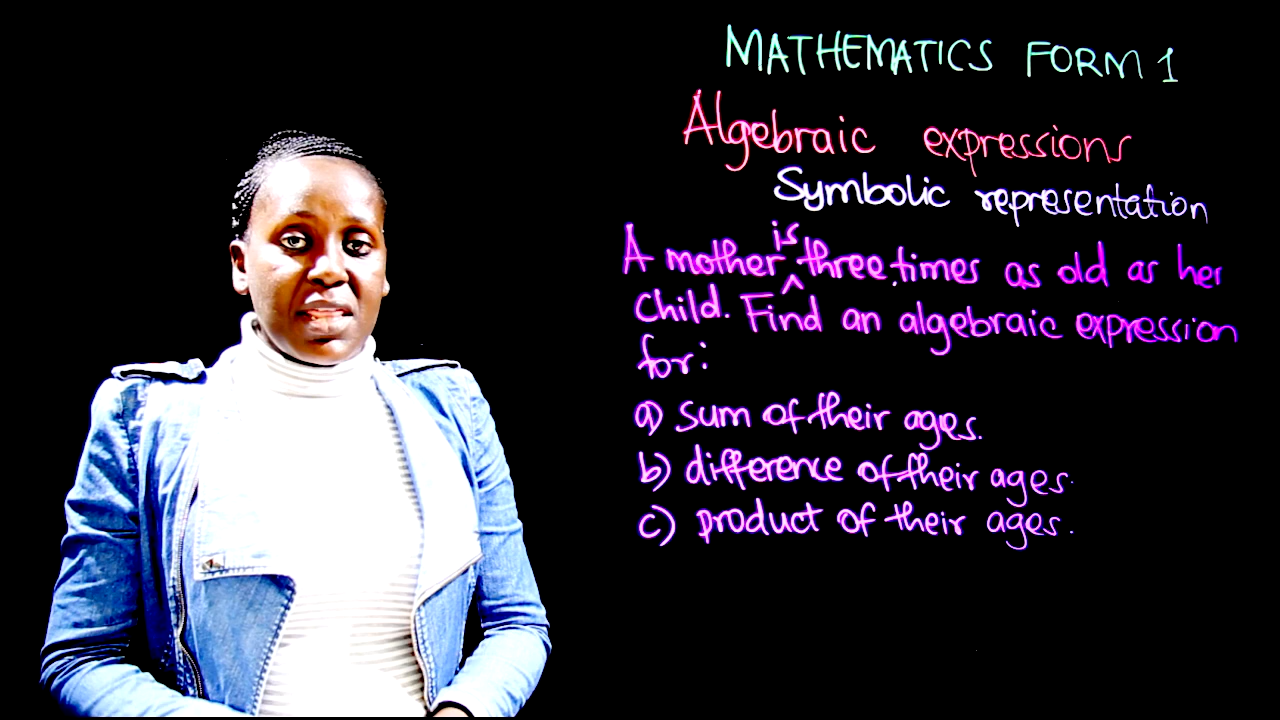 MATHEMATICS FORM 1
Algebraic expressions
Symbolic representation
A mother is three times as old as her
child. Find an algebraic expression
for:
a) sum of their ages.
b) difference of their ages.
c) product of their ages.